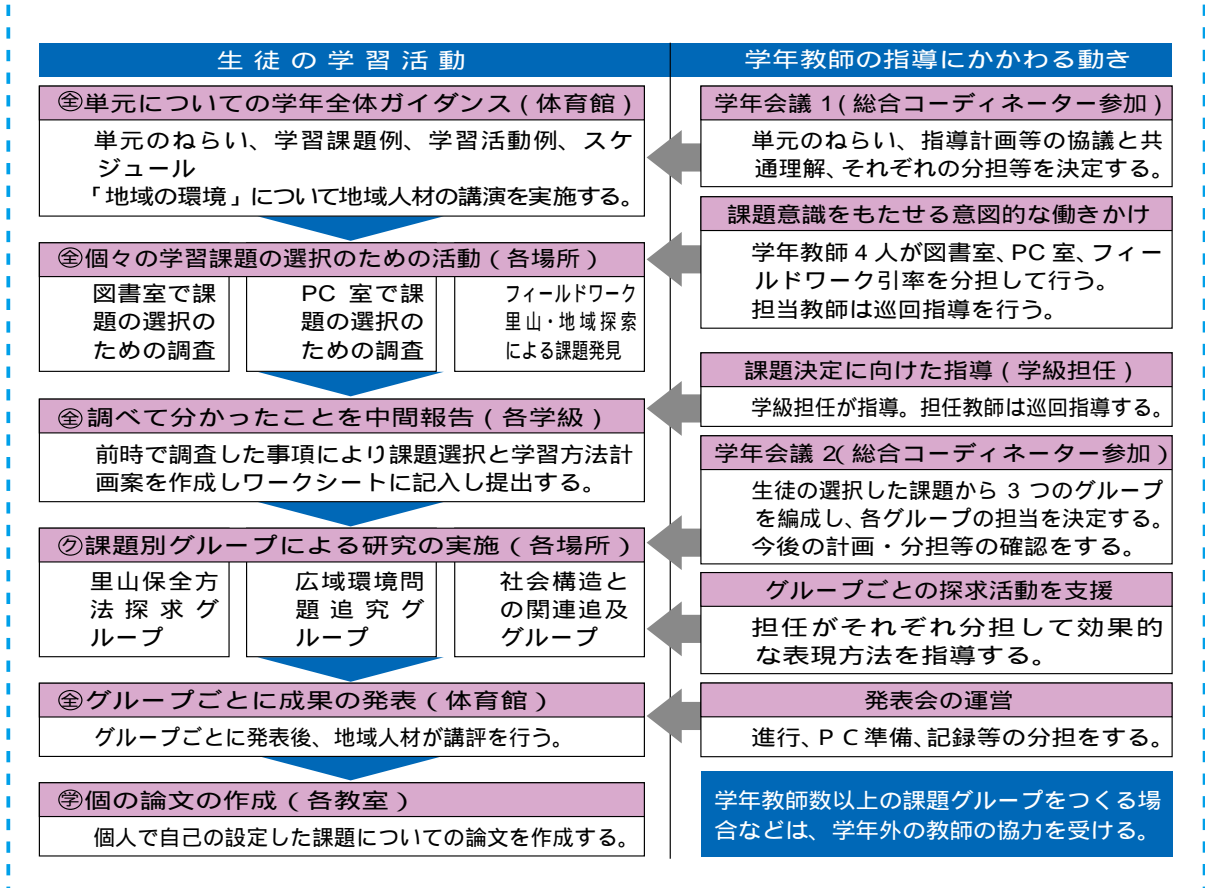 生徒の学習活動
㊝単元についての学年全体ガイダンス(体育館)
単元のねらい、学習課題例、学習活動例、スケ
ジュール
「地域の環境」について地域人材の講演を実施する。
全個々の学習課題の選択のための活動(各場所)
図書室で課
題の選択の
ための調査
PC 室で課
題の選択の
ための調査
フィールドワーク
里山・地域探索
による課題発見
全調べて分かったことを中間報告(各学級)
前時で調査した事項により課題選択と学習方法計
画案を作成しワークシートに記入し提出する。
㋗課題別グループによる研究の実施(各場所)
里山保全方
法探求グ
ループ
広域環境問
題追究グ
ループ
社会構造と
の関連追及
グループ
全グループごとに成果の発表(体育館)
グループごとに発表後、地域人材が講評を行う。
㊫個の論文の作成(各教室)
個人で自己の設定した課題についての論文を作成する。
学年教師の指導にかかわる動き
学年会議 1(総合コーディネーター参加)
単元のねらい、指導計画等の協議と共
通理解、それぞれの分担等を決定する。
課題意識をもたせる意図的な働きかけ
学年教師 4 人が図書室、PC 室、フィー
ルドワーク引率を分担して行う。
担当教師は巡回指導を行う。
課題決定に向けた指導(学級担任)
学級担任が指導。担任教師は巡回指導する。
学年会議 2(総合コーディネーター参加)
生徒の選択した課題から 3 つのグループ
を編成し、各グループの担当を決定する。
今後の計画・分担等の確認をする。
グループごとの探求活動を支援
担任がそれぞれ分担して効果的
な表現方法を指導する。
発表会の運営
進行、PC準備、記録等の分担をする。
学年教師数以上の課題グループをつくる場
合などは、学年外の教師の協力を受ける。